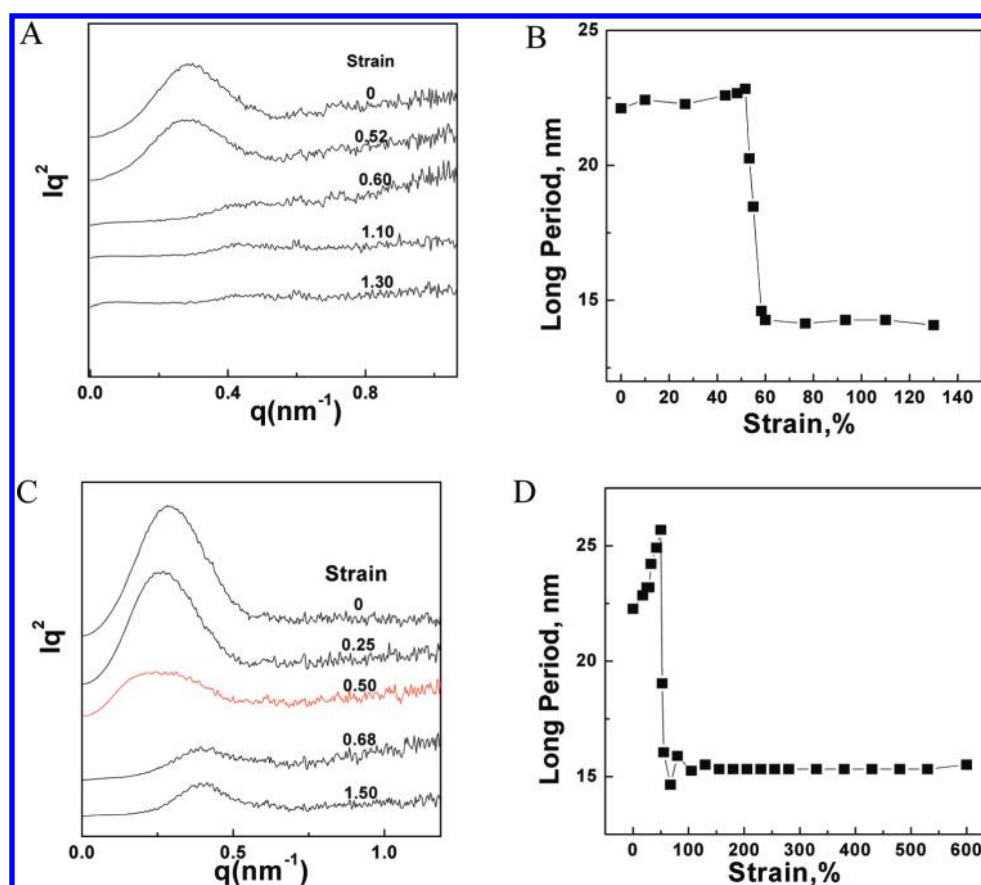 A
Strain
0
0.52
0.60
1.10
1.30
Iq²
0.0 0.4 0.8
q(nm⁻¹)
B
25
20
15
Long Period, nm
0 20 40 60 80 100 120 140
Strain,%
C
Strain
0
0.25
0.50
0.68
1.50
Iq²
0.0 0.5 1.0
q(nm⁻¹)
D
25
20
15
Long Period, nm
0 100 200 300 400 500 600
Strain,%